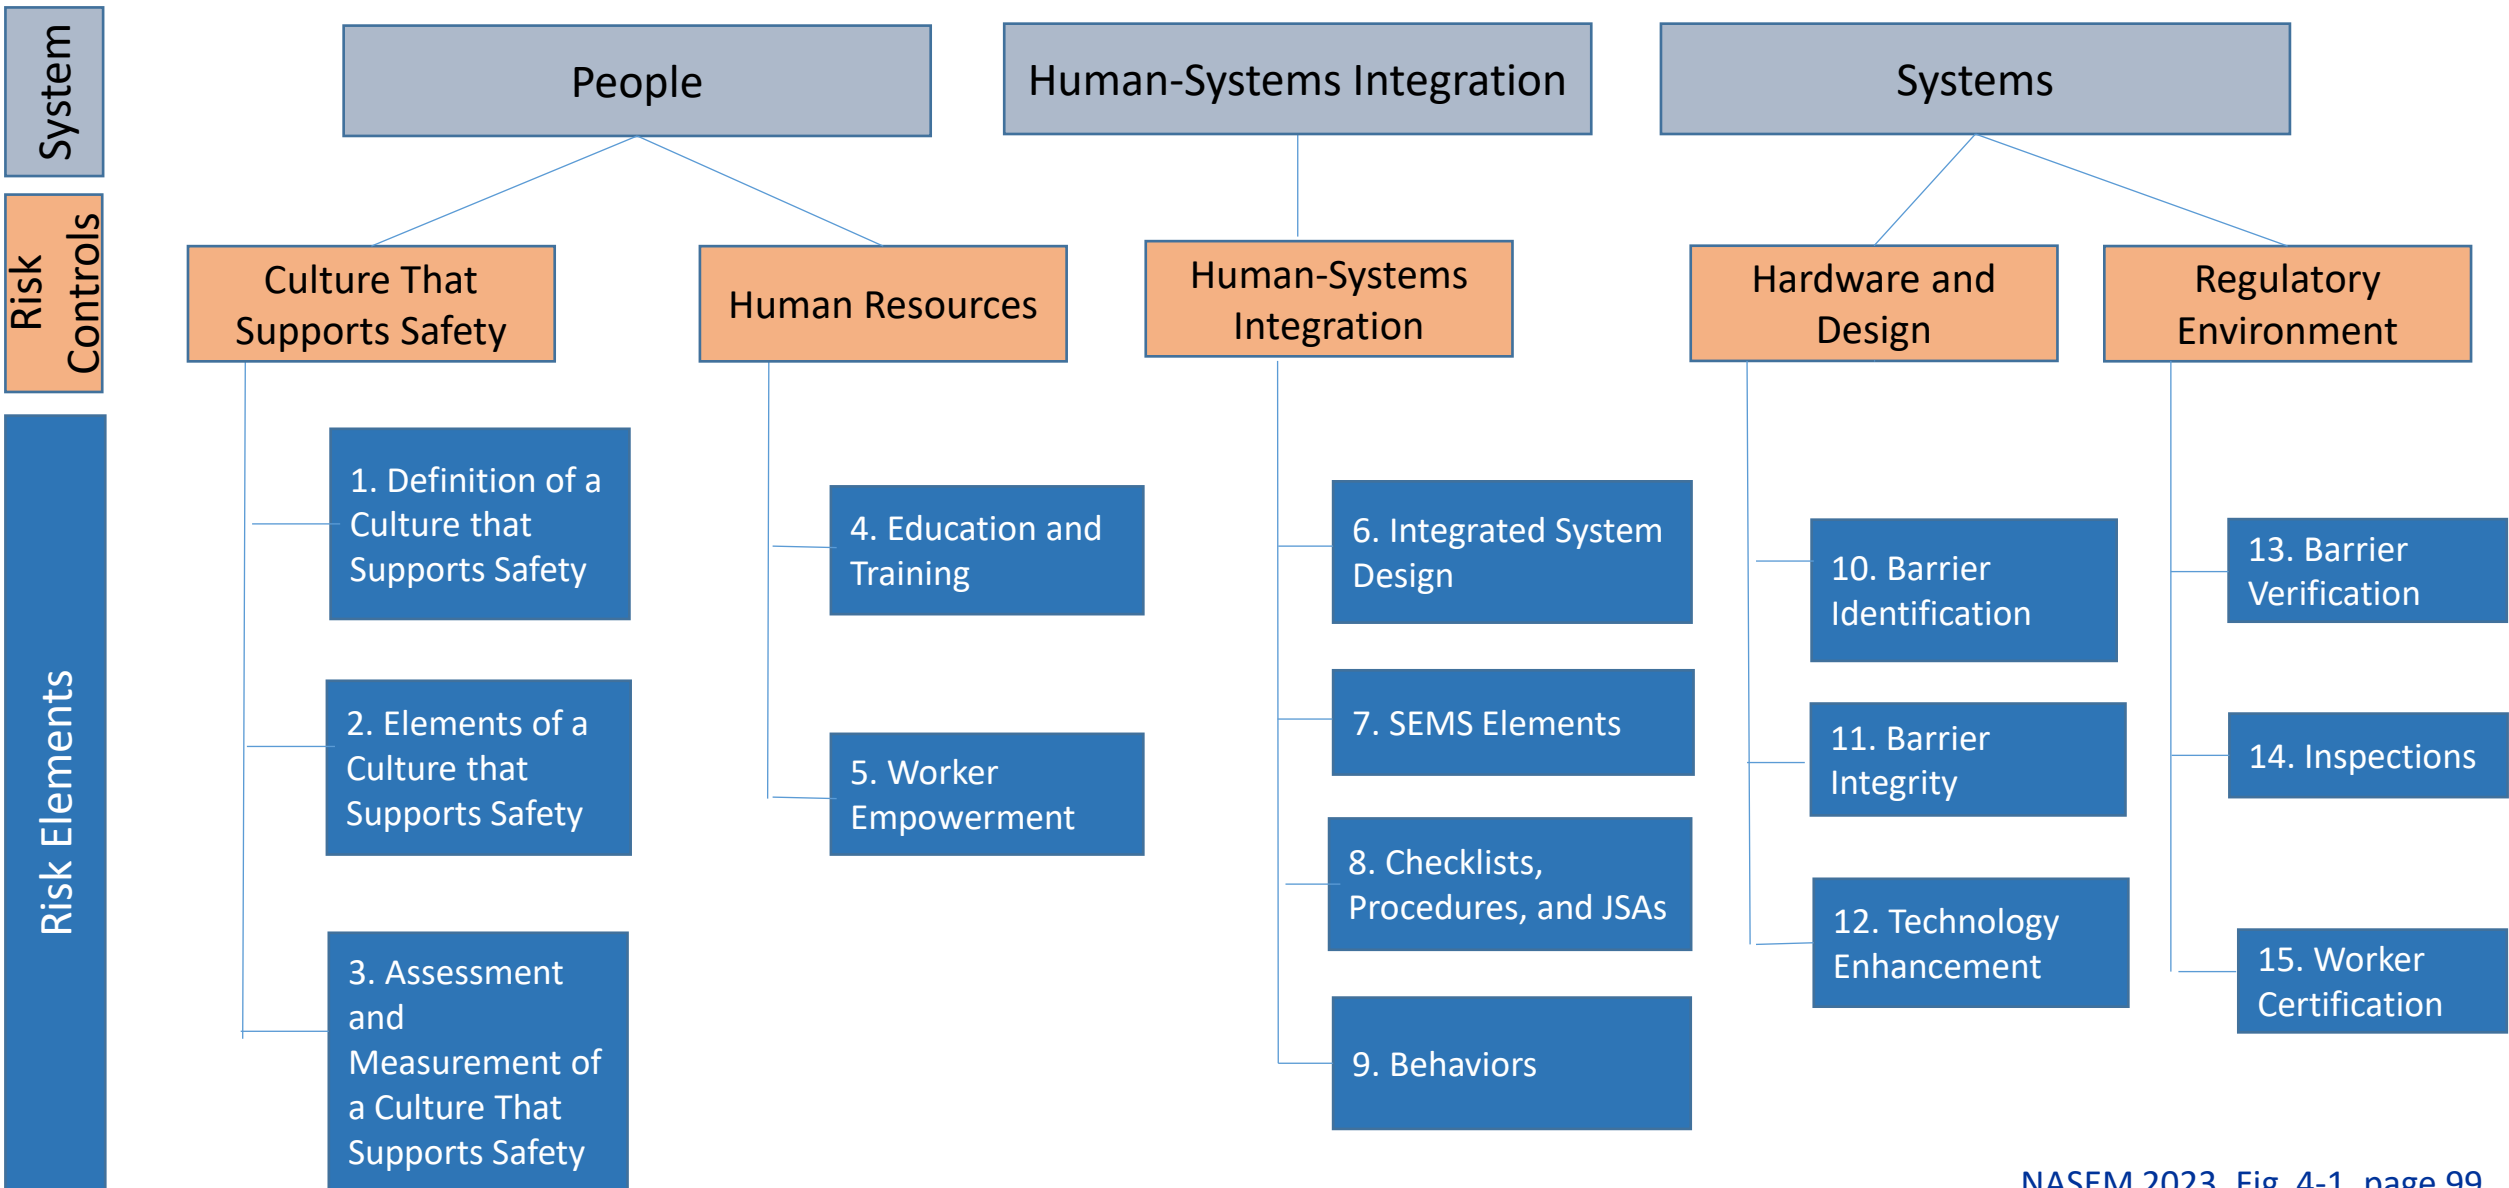 System
People
Human-Systems Integration
Systems
Risk
Controls
Culture That
Supports Safety
Human Resources
Human-Systems
Integration
Hardware and
Design
Regulatory
Environment
Risk Elements
1. Definition of a
Culture that
Supports Safety
2. Elements of a
Culture that
Supports Safety
3. Assessment
and
Measurement of
a Culture That
Supports Safety
4. Education and
Training
5. Worker
Empowerment
6. Integrated System
Design
7. SEMS Elements
8. Checklists,
Procedures, and JSAs
9. Behaviors
10. Barrier
Identification
11. Barrier
Integrity
12. Technology
Enhancement
13. Barrier
Verification
14. Inspections
15. Worker
Certification
NASEM 2023, Fig. 4-1, page 99